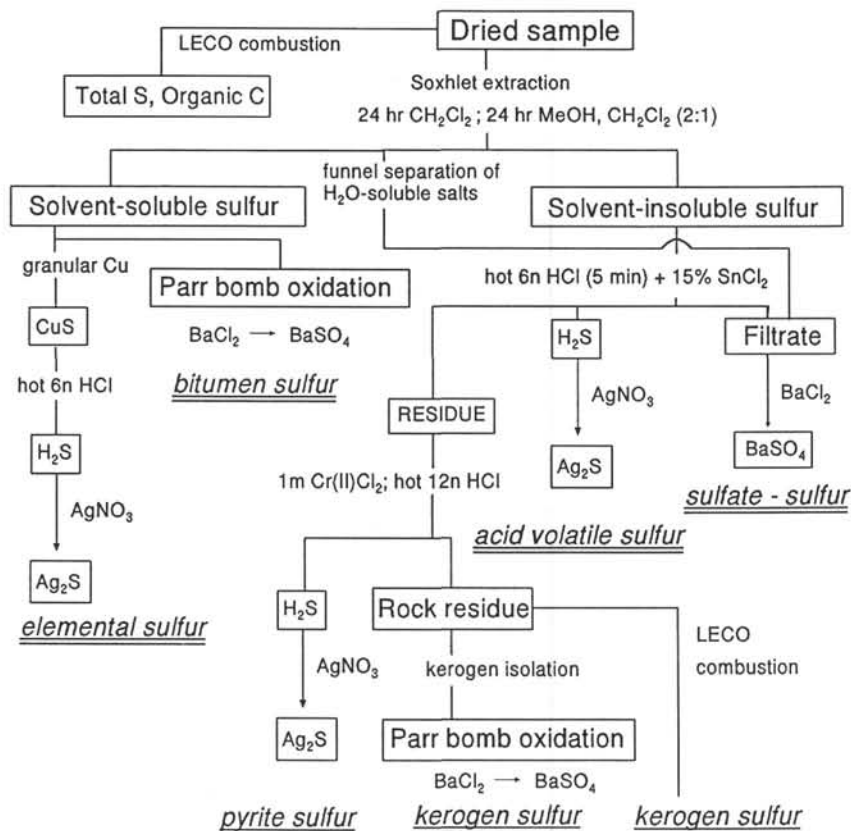 Dried sample
LECO combustion
Total S, Organic C
Soxhlet extraction
24 hr CH₂Cl₂ ; 24 hr MeOH, CH₂Cl₂ (2:1)
funnel separation of
H₂O-soluble salts
Solvent-soluble sulfur
Solvent-insoluble sulfur
granular Cu
Parr bomb oxidation
BaCl₂ → BaSO₄
bitumen sulfur
CuS
hot 6n HCl
H₂S
AgNO₃
Ag₂S
elemental sulfur
hot 6n HCl (5 min) + 15% SnCl₂
H₂S
AgNO₃
Ag₂S
acid volatile sulfur
Filtrate
BaCl₂
BaSO₄
sulfate - sulfur
RESIDUE
1m Cr(II)Cl₂; hot 12n HCl
H₂S
AgNO₃
Ag₂S
pyrite sulfur
Rock residue
kerogen isolation
Parr bomb oxidation
BaCl₂ → BaSO₄
kerogen sulfur
LECO
combustion
kerogen sulfur